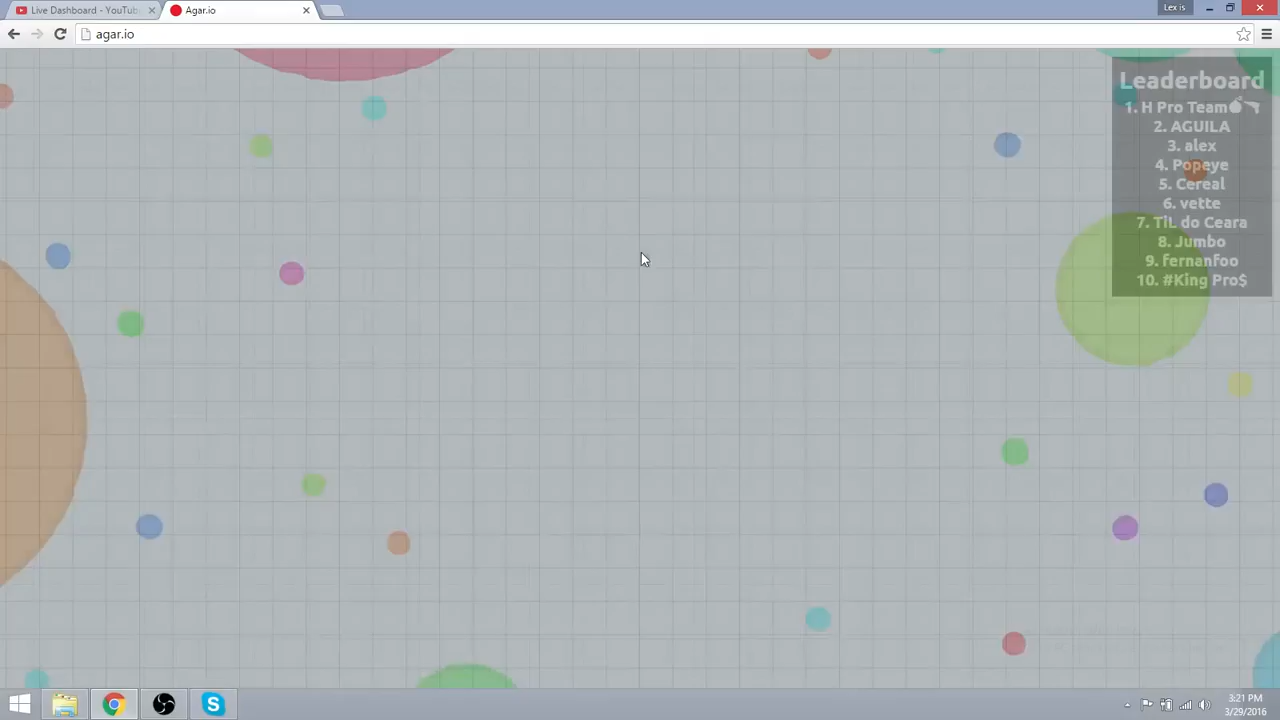 Live Dashboard - YouTub
Agar.io
Lex is
agar.io
Leaderboard
1. H Pro Team💣🔫
2. AGUILA
3. alex
4. Popeye
5. Cereal
6. vette
7. TiL do Ceara
8. Jumbo
9. fernanfoo
10. #King Pro$
3:21 PM
3/29/2016